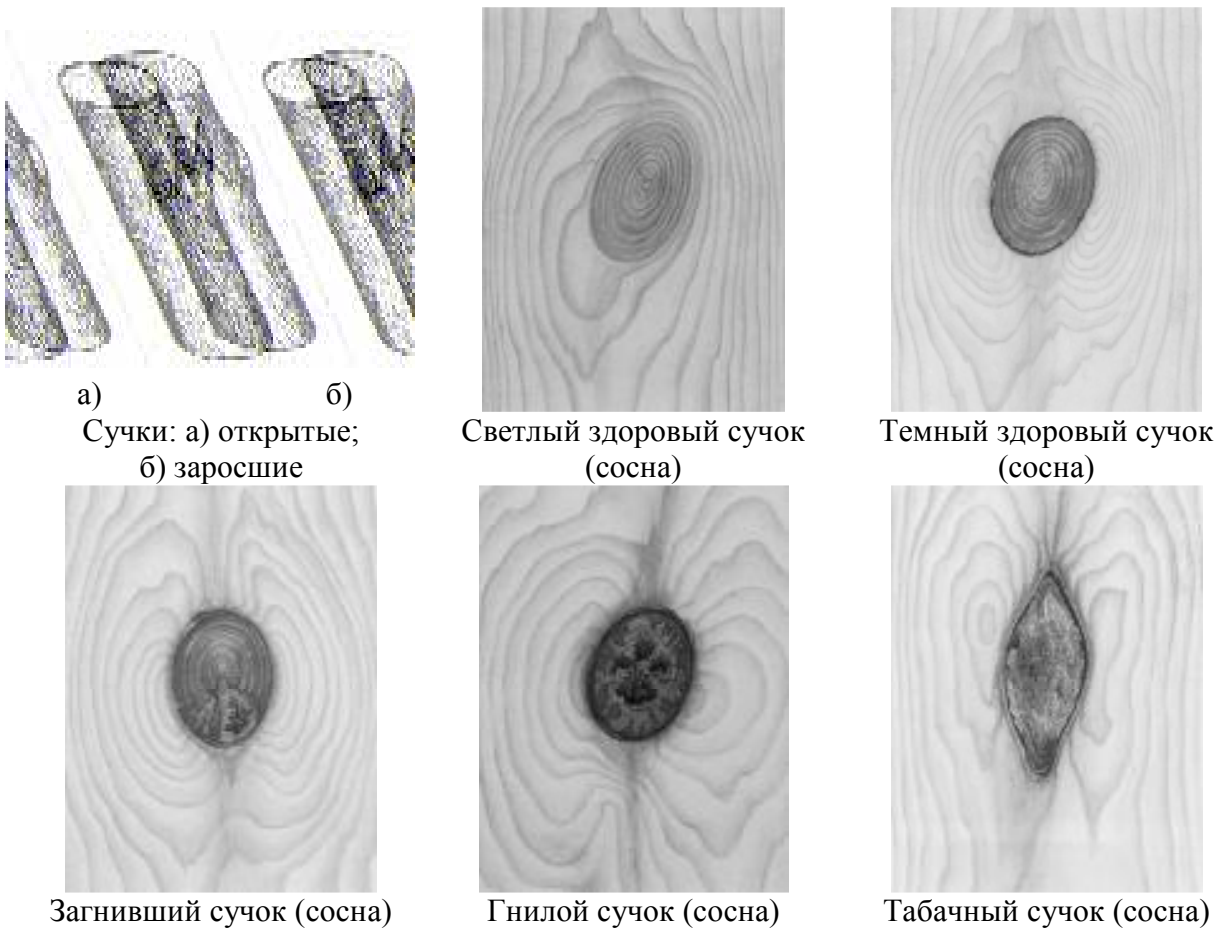 а) б)
Сучки: а) открытые;
б) заросшие
Светлый здоровый сучок
(сосна)
Темный здоровый сучок
(сосна)
Загнивший сучок (сосна)
Гнилой сучок (сосна)
Табачный сучок (сосна)